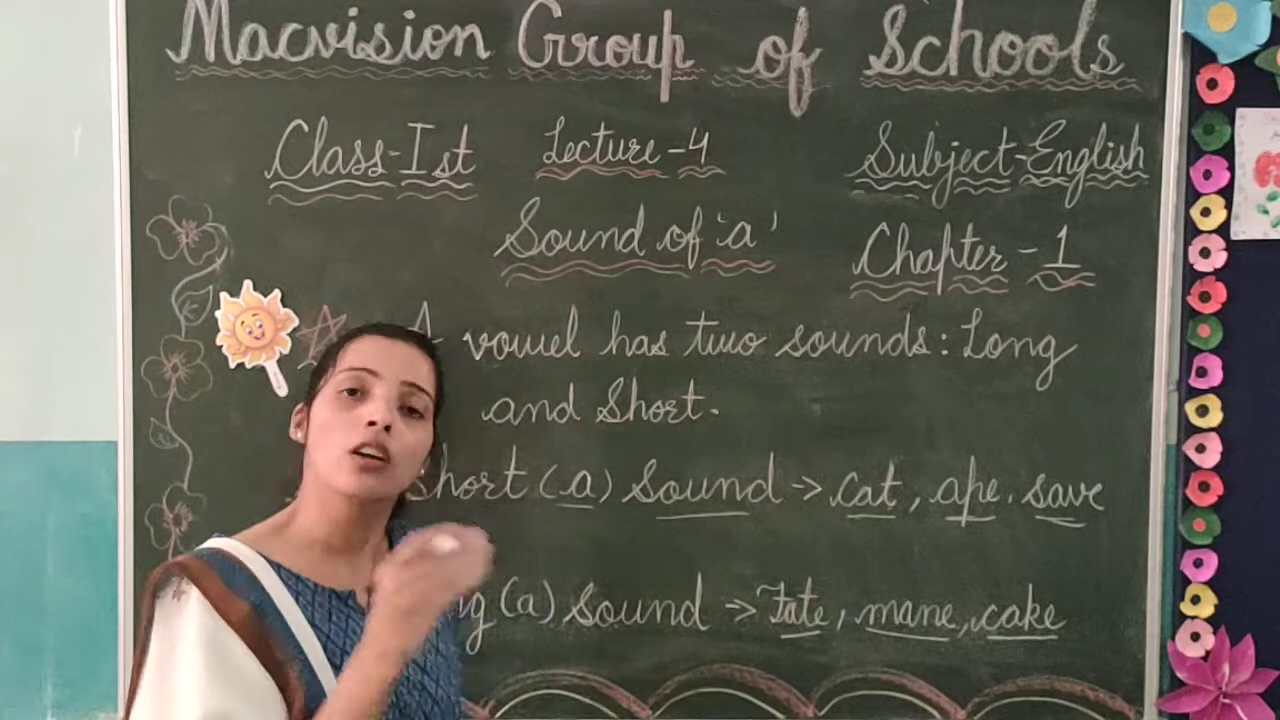 Macvision Group of Schools
Class-Ist Lecture-4 Subject-English
Sound of 'a' Chapter-1
A vowel has two sounds: Long
and Short.
Short (a) Sound → cat, ape, save
(a) Sound → Tate, mane, cake